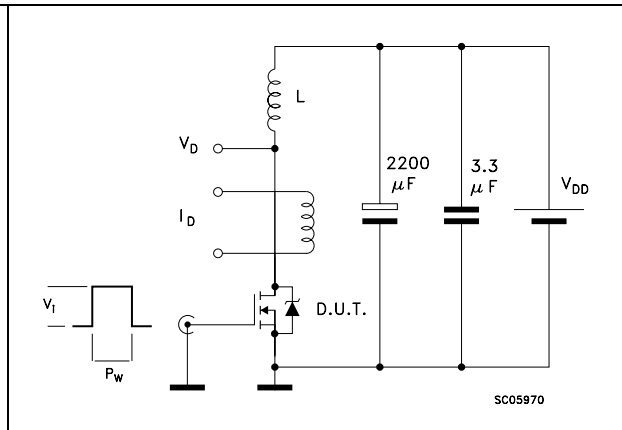 L
V_D
2200 μF
3.3 μF
V_DD
I_D
V_i
P_W
D.U.T.
SC05970